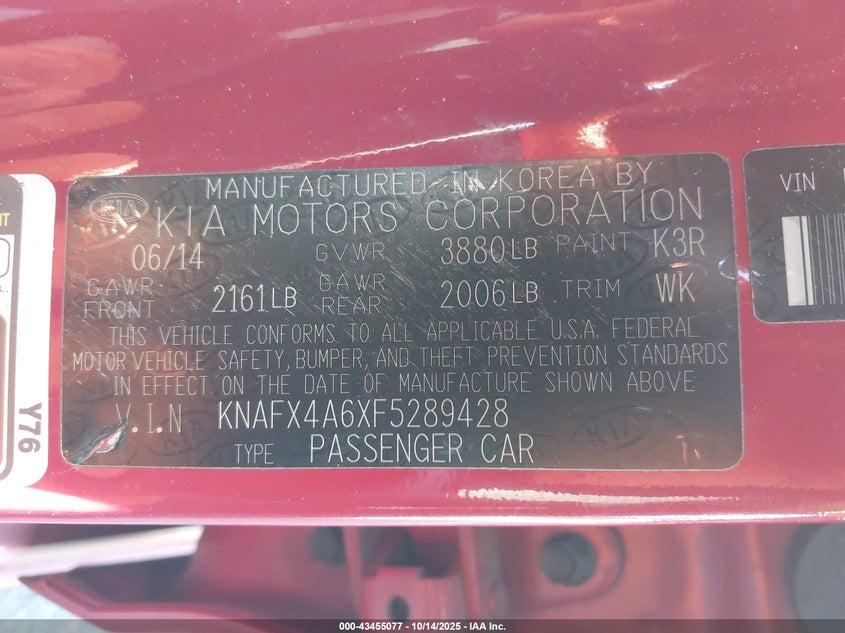 MANUFACTURED IN KOREA BY
KIA KIA MOTORS CORPORATION
06/14 GVWR 3880LB PAINT K3R
GAWR FRONT 2161LB GAWR REAR 2006LB TRIM WK
THIS VEHICLE CONFORMS TO ALL APPLICABLE U.S.A. FEDERAL
MOTOR VEHICLE SAFETY, BUMPER, AND THEFT PREVENTION STANDARDS
IN EFFECT ON THE DATE OF MANUFACTURE SHOWN ABOVE
V.I.N KNAFX4A6XF5289428
TYPE PASSENGER CAR
VIN
Y76
000-43455077 - 10/14/2025 - IAA Inc.